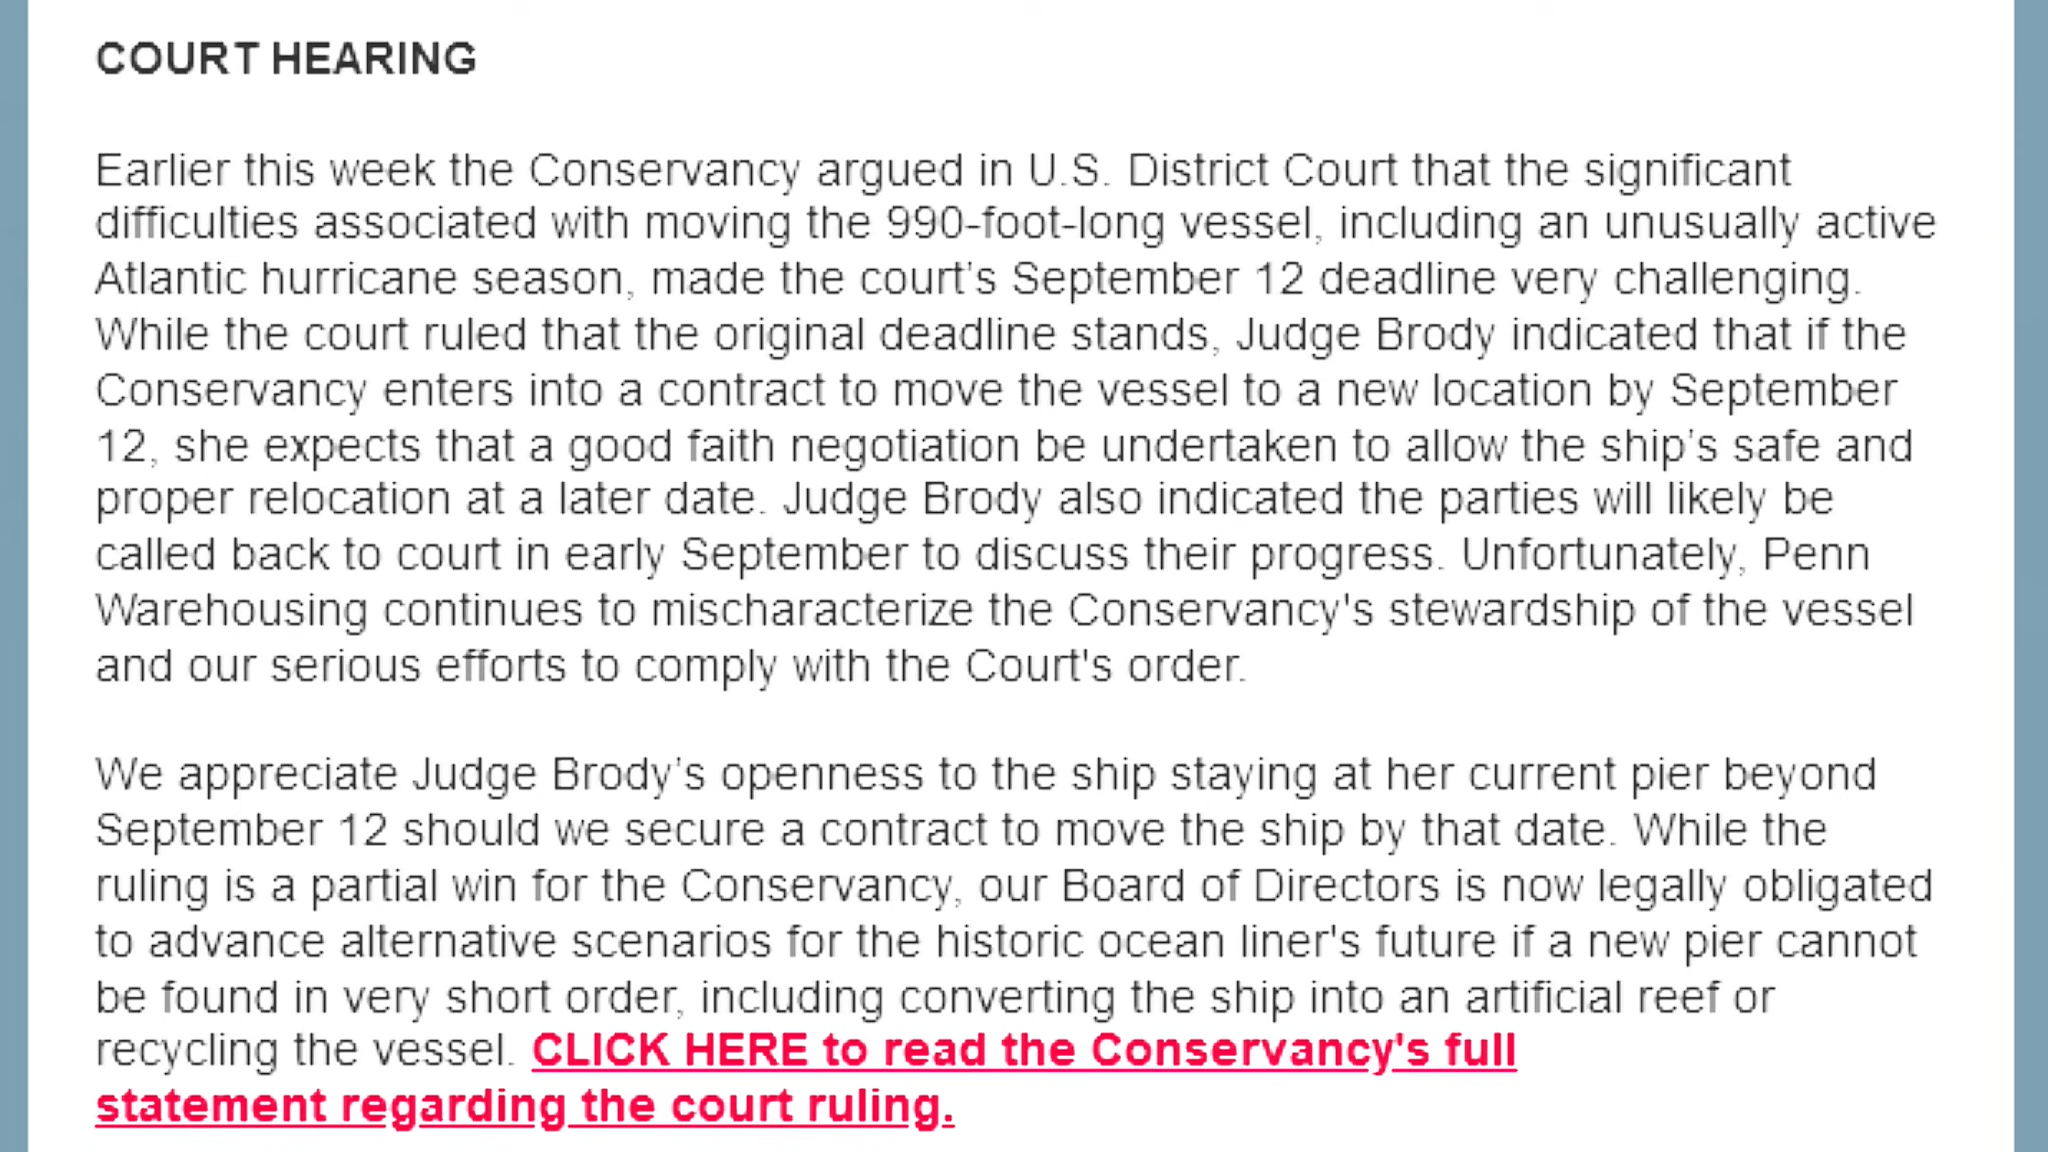 COURT HEARING
Earlier this week the Conservancy argued in U.S. District Court that the significant
difficulties associated with moving the 990-foot-long vessel, including an unusually active
Atlantic hurricane season, made the court's September 12 deadline very challenging.
While the court ruled that the original deadline stands, Judge Brody indicated that if the
Conservancy enters into a contract to move the vessel to a new location by September
12, she expects that a good faith negotiation be undertaken to allow the ship's safe and
proper relocation at a later date. Judge Brody also indicated the parties will likely be
called back to court in early September to discuss their progress. Unfortunately, Penn
Warehousing continues to mischaracterize the Conservancy's stewardship of the vessel
and our serious efforts to comply with the Court's order.
We appreciate Judge Brody's openness to the ship staying at her current pier beyond
September 12 should we secure a contract to move the ship by that date. While the
ruling is a partial win for the Conservancy, our Board of Directors is now legally obligated
to advance alternative scenarios for the historic ocean liner's future if a new pier cannot
be found in very short order, including converting the ship into an artificial reef or
recycling the vessel. CLICK HERE to read the Conservancy's full
statement regarding the court ruling.